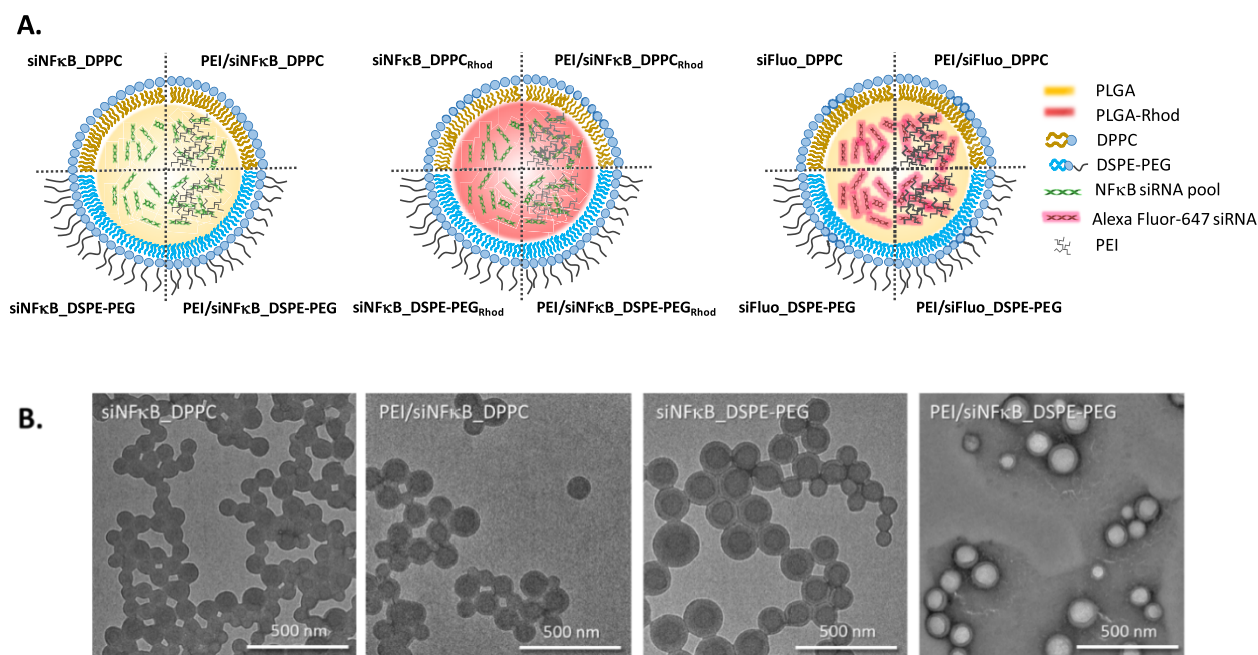 A.
siNFκB_DPPC PEI/siNFκB_DPPC siNFκB_DPPCRhod PEI/siNFκB_DPPCRhod siFluo_DPPC PEI/siFluo_DPPC
PLGA
PLGA-Rhod
DPPC
DSPE-PEG
NFκB siRNA pool
Alexa Fluor-647 siRNA
PEI
siNFκB_DSPE-PEG PEI/siNFκB_DSPE-PEG siNFκB_DSPE-PEGRhod PEI/siNFκB_DSPE-PEGRhod siFluo_DSPE-PEG PEI/siFluo_DSPE-PEG
B.
siNFκB_DPPC PEI/siNFκB_DPPC siNFκB_DSPE-PEG PEI/siNFκB_DSPE-PEG
500 nm 500 nm 500 nm 500 nm